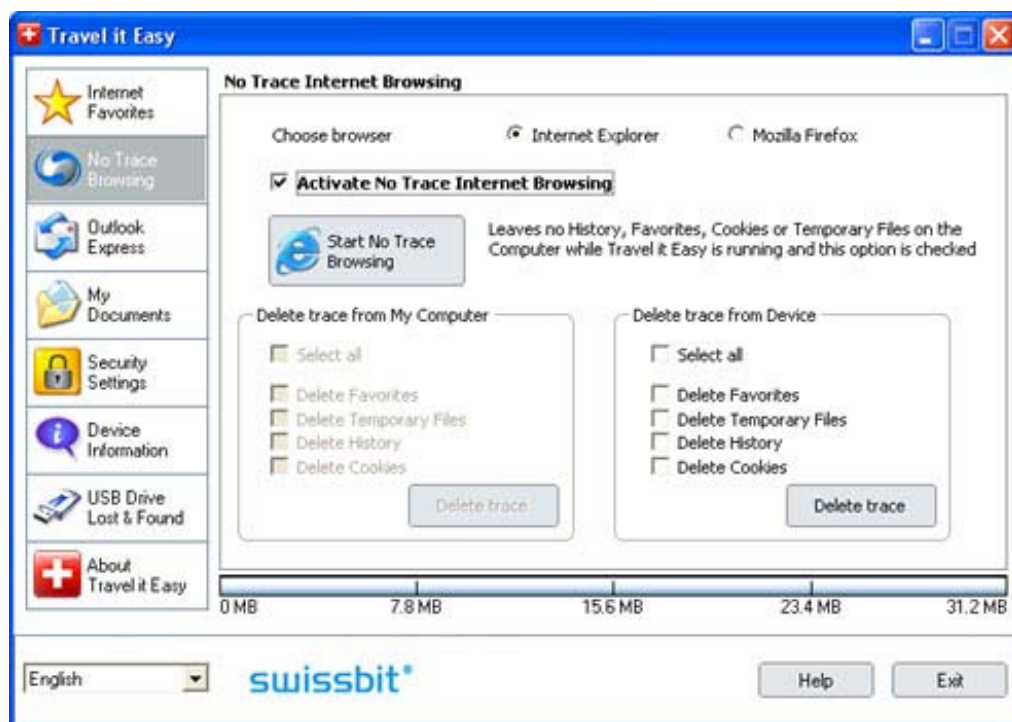 Travel it Easy
Internet
Favorites
No Trace
Browsing
Outlook
Express
My
Documents
Security
Settings
Device
Information
USB Drive
Lost & Found
About
Travel it Easy
No Trace Internet Browsing
Choose browser
Internet Explorer
Mozilla Firefox
Activate No Trace Internet Browsing
Start No Trace
Browsing
Leaves no History, Favorites, Cookies or Temporary Files on the
Computer while Travel it Easy is running and this option is checked
Delete trace from My Computer
Select all
Delete Favorites
Delete Temporary Files
Delete History
Delete Cookies
Delete trace
Delete trace from Device
Select all
Delete Favorites
Delete Temporary Files
Delete History
Delete Cookies
Delete trace
0 MB 7.8 MB 15.6 MB 23.4 MB 31.2 MB
English
swissbit
Help
Exit